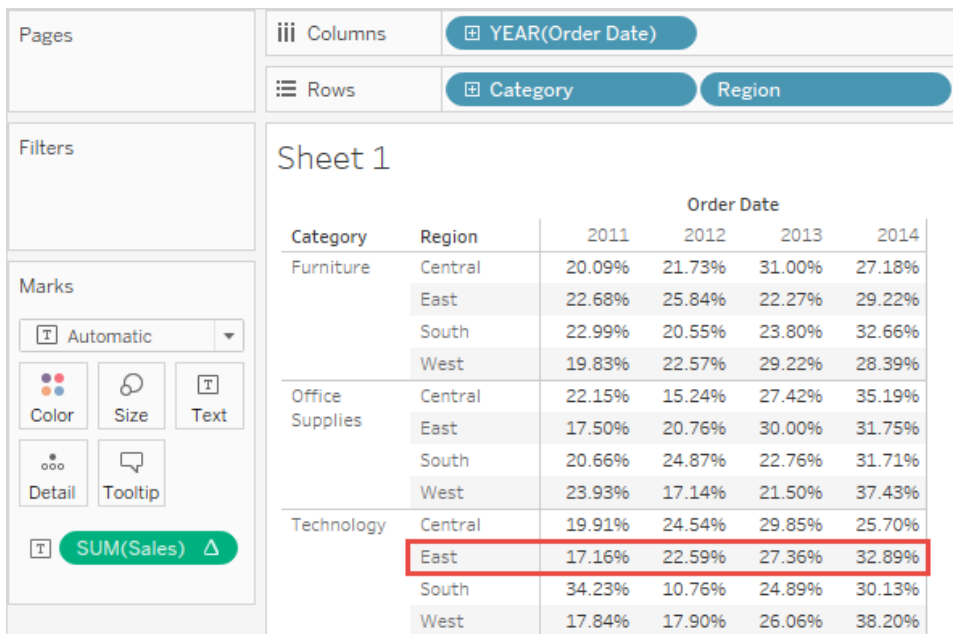 Pages
Columns
YEAR(Order Date)
Rows
Category
Region
Filters
Sheet 1
Order Date
Category Region 2011 2012 2013 2014
Furniture Central 20.09% 21.73% 31.00% 27.18%
East 22.68% 25.84% 22.27% 29.22%
South 22.99% 20.55% 23.80% 32.66%
West 19.83% 22.57% 29.22% 28.39%
Office
Supplies
Central 22.15% 15.24% 27.42% 35.19%
East 17.50% 20.76% 30.00% 31.75%
South 20.66% 24.87% 22.76% 31.71%
West 23.93% 17.14% 21.50% 37.43%
Technology Central 19.91% 24.54% 29.85% 25.70%
East 17.16% 22.59% 27.36% 32.89%
South 34.23% 10.76% 24.89% 30.13%
West 17.84% 17.90% 26.06% 38.20%
Marks
T Automatic
Color Size Text
Detail Tooltip
T SUM(Sales) Δ